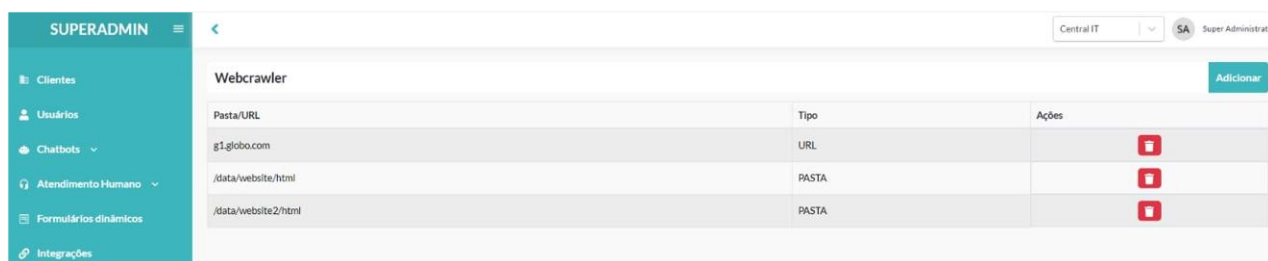 SUPERADMIN
Central IT
SA Super Administrat
Clientes
Usuários
Chatbots
Atendimento Humano
Formulários dinâmicos
Integrações
Webcrawler
Adicionar
Pasta/URL Tipo Ações
g1.globo.com URL
/data/website/html PASTA
/data/website2/html PASTA